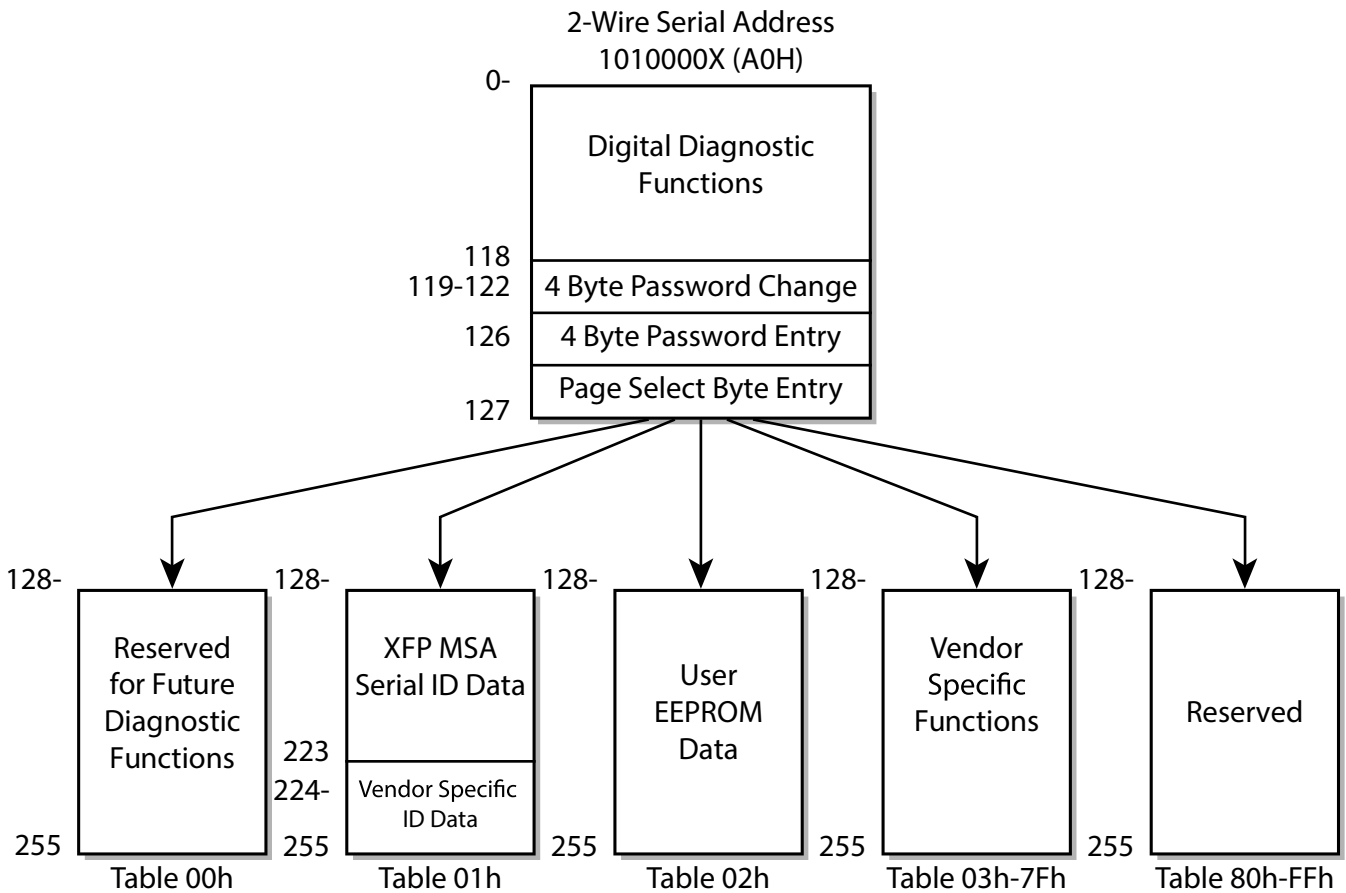 2-Wire Serial Address
1010000X (A0H)
0-
Digital Diagnostic
Functions
118
119-122
4 Byte Password Change
126
4 Byte Password Entry
Page Select Byte Entry
127
128-
Reserved
for Future
Diagnostic
Functions
255
Table 00h
128-
XFP MSA
Serial ID Data
223
224-
Vendor Specific
ID Data
255
Table 01h
128-
User
EEPROM
Data
255
Table 02h
128-
Vendor
Specific
Functions
255
Table 03h-7Fh
128-
Reserved
255
Table 80h-FFh